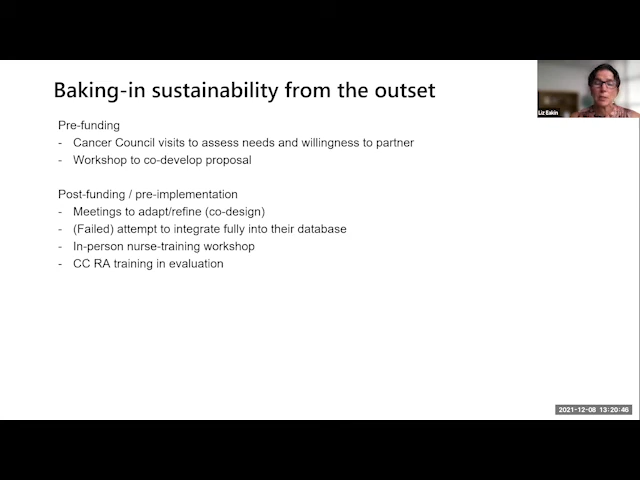 Baking-in sustainability from the outset
Liz Eakin
Pre-funding
- Cancer Council visits to assess needs and willingness to partner
- Workshop to co-develop proposal
Post-funding / pre-implementation
- Meetings to adapt/refine (co-design)
- (Failed) attempt to integrate fully into their database
- In-person nurse-training workshop
- CC RA training in evaluation
2021-12-08 13:20:46